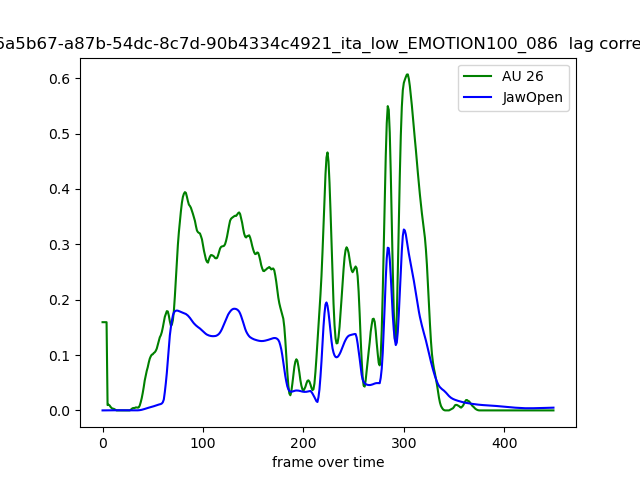 6a5b67-a87b-54dc-8c7d-90b4334c4921_ita_low_EMOTION100_086 lag corre
AU 26
JawOpen
0.6
0.5
0.4
0.3
0.2
0.1
0.0
0 100 200 300 400
frame over time